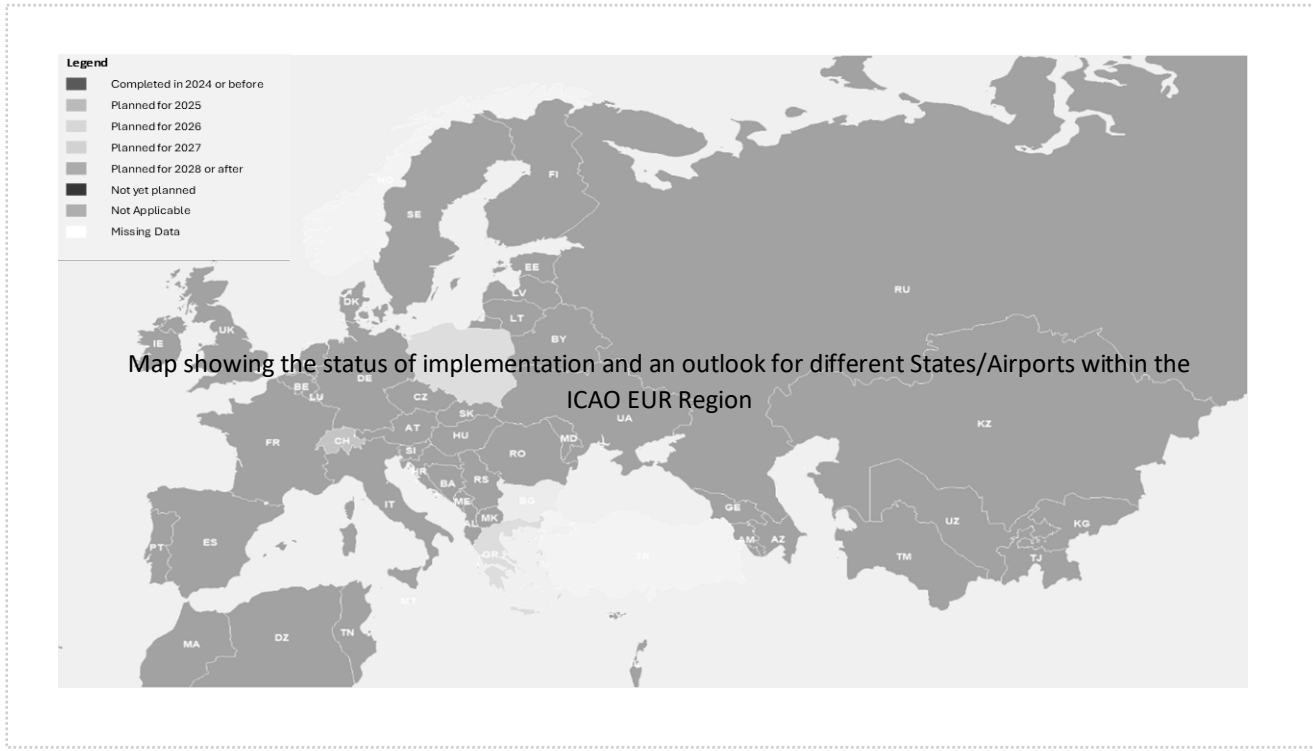 Legend
Completed in 2024 or before
Planned for 2025
Planned for 2026
Planned for 2027
Planned for 2028 or after
Not yet planned
Not Applicable
Missing Data
NO
FI
SE
EE
RU
LV
DK
LT
UK
BY
IE
Map showing the status of implementation and an outlook for different States/Airports within the
ICAO EUR Region
DE
BE
LU
CZ
SK
UA
KZ
AT
HU
MD
FR
CH
SI
RO
HR
BA
RS
BG
IT
ME
MK
AL
GE
UZ
KG
PT
ES
AM
AZ
TM
TJ
GR
TR
MT
MA
DZ
TN